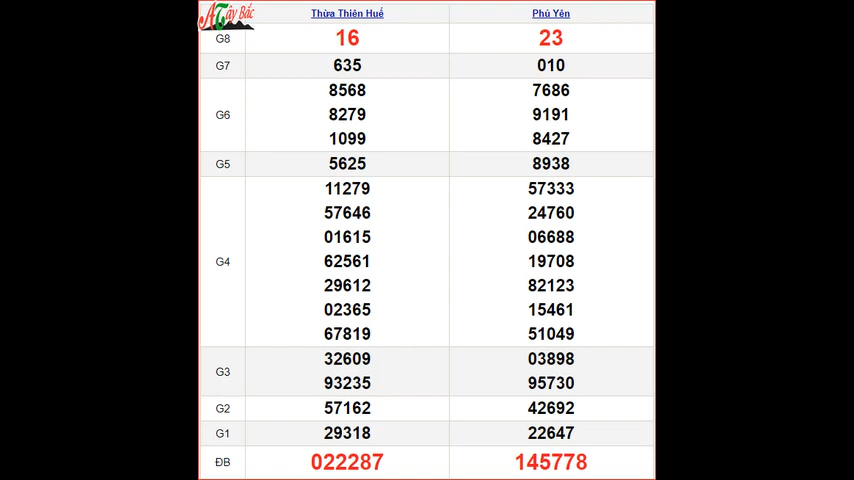 ATây Bắc
Thừa Thiên Huế Phú Yên
G8 16 23
G7 635 010
8568 7686
G6 8279 9191
1099 8427
G5 5625 8938
11279 57333
57646 24760
01615 06688
G4 62561 19708
29612 82123
02365 15461
67819 51049
G3 32609 03898
93235 95730
G2 57162 42692
G1 29318 22647
ĐB 022287 145778